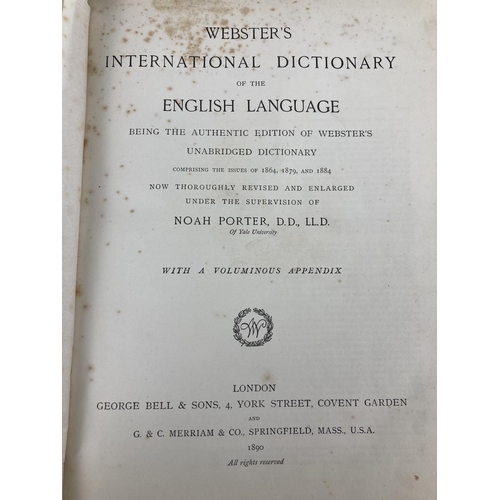 WEBSTER'S
INTERNATIONAL DICTIONARY
OF THE
ENGLISH LANGUAGE
BEING THE AUTHENTIC EDITION OF WEBSTER'S
UNABRIDGED DICTIONARY
COMPRISING THE ISSUES OF 1864, 1879, AND 1884
NOW THOROUGHLY REVISED AND ENLARGED
UNDER THE SUPERVISION OF
NOAH PORTER, D.D., LL.D.
Of Yale University
WITH A VOLUMINOUS APPENDIX
W
LONDON
GEORGE BELL & SONS, 4, YORK STREET, COVENT GARDEN
AND
G. & C. MERRIAM & CO., SPRINGFIELD, MASS., U.S.A.
1890
All rights reserved